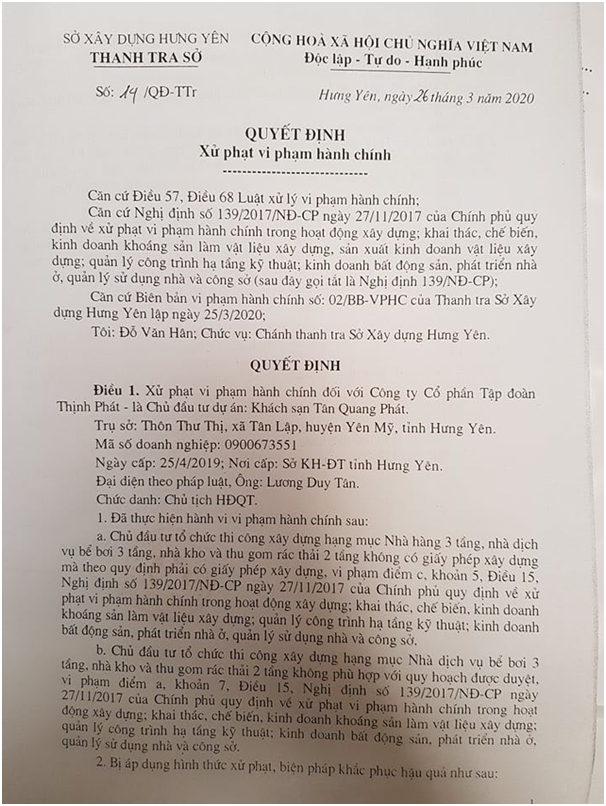 SỞ XÂY DỰNG HƯNG YÊN
THANH TRA SỞ
CỘNG HOÀ XÃ HỘI CHỦ NGHĨA VIỆT NAM
Độc lập - Tự do - Hạnh phúc
Số: 14 /QĐ-TTr
Hưng Yên, ngày 26 tháng 3 năm 2020
QUYẾT ĐỊNH
Xử phạt vi phạm hành chính
Căn cứ Điều 57, Điều 68 Luật xử lý vi phạm hành chính;
Căn cứ Nghị định số 139/2017/NĐ-CP ngày 27/11/2017 của Chính phủ quy
định về xử phạt vi phạm hành chính trong hoạt động xây dựng; khai thác, chế biến,
kinh doanh khoáng sản làm vật liệu xây dựng, sản xuất kinh doanh vật liệu xây
dựng; quản lý công trình hạ tầng kỹ thuật; kinh doanh bất động sản, phát triển nhà
ở, quản lý sử dụng nhà và công sở (sau đây gọi tắt là Nghị định 139/NĐ-CP);
Căn cứ Biên bản vi phạm hành chính số: 02/BB-VPHC của Thanh tra Sở Xây
dựng Hưng Yên lập ngày 25/3/2020;
Tôi: Đỗ Văn Hân; Chức vụ: Chánh thanh tra Sở Xây dựng Hưng Yên.
QUYẾT ĐỊNH
Điều 1. Xử phạt vi phạm hành chính đối với Công ty Cổ phần Tập đoàn
Thịnh Phát - là Chủ đầu tư dự án: Khách sạn Tân Quang Phát.
Trụ sở: Thôn Thư Thị, xã Tân Lập, huyện Yên Mỹ, tỉnh Hưng Yên.
Mã số doanh nghiệp: 0900673551
Ngày cấp: 25/4/2019; Nơi cấp: Sở KH-ĐT tỉnh Hưng Yên.
Đại diện theo pháp luật, Ông: Lương Duy Tân.
Chức danh: Chủ tịch HĐQT.
1. Đã thực hiện hành vi vi phạm hành chính sau:
a. Chủ đầu tư tổ chức thi công xây dựng hạng mục Nhà hàng 3 tầng, nhà dịch
vụ bể bơi 3 tầng, nhà kho và thu gom rác thải 2 tầng không có giấy phép xây dựng
mà theo quy định phải có giấy phép xây dựng, vi phạm điểm c, khoản 5, Điều 15,
Nghị định số 139/2017/NĐ-CP ngày 27/11/2017 của Chính phủ quy định về xử
phạt vi phạm hành chính trong hoạt động xây dựng; khai thác, chế biến, kinh doanh
khoáng sản làm vật liệu xây dựng; quản lý công trình hạ tầng kỹ thuật; kinh doanh
bất động sản, phát triển nhà ở, quản lý sử dụng nhà và công sở.
b. Chủ đầu tư tổ chức thi công xây dựng hạng mục Nhà dịch vụ bể bơi 3
tầng, nhà kho và thu gom rác thải 2 tầng không phù hợp với quy hoạch được duyệt,
vi phạm điểm a, khoản 7, Điều 15, Nghị định số 139/2017/NĐ-CP ngày
27/11/2017 của Chính phủ quy định về xử phạt vi phạm hành chính trong hoạt
động xây dựng; khai thác, chế biến, kinh doanh khoáng sản làm vật liệu xây dựng;
quản lý công trình hạ tầng kỹ thuật; kinh doanh bất động sản, phát triển nhà ở,
quản lý sử dụng nhà và công sở.
2. Bị áp dụng hình thức xử phạt, biện pháp khắc phục hậu quả như sau: